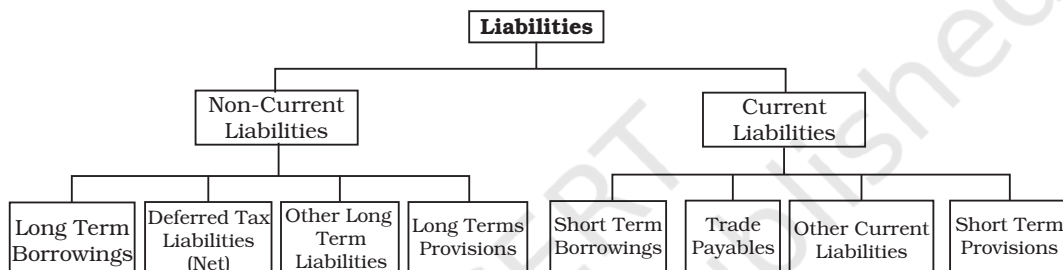 Liabilities
Non-Current
Liabilities
Current
Liabilities
Long Term
Borrowings
Deferred Tax
Liabilities
(Net)
Other Long
Term
Liabilities
Long Terms
Provisions
Short Term
Borrowings
Trade
Payables
Other Current
Liabilities
Short Term
Provisions